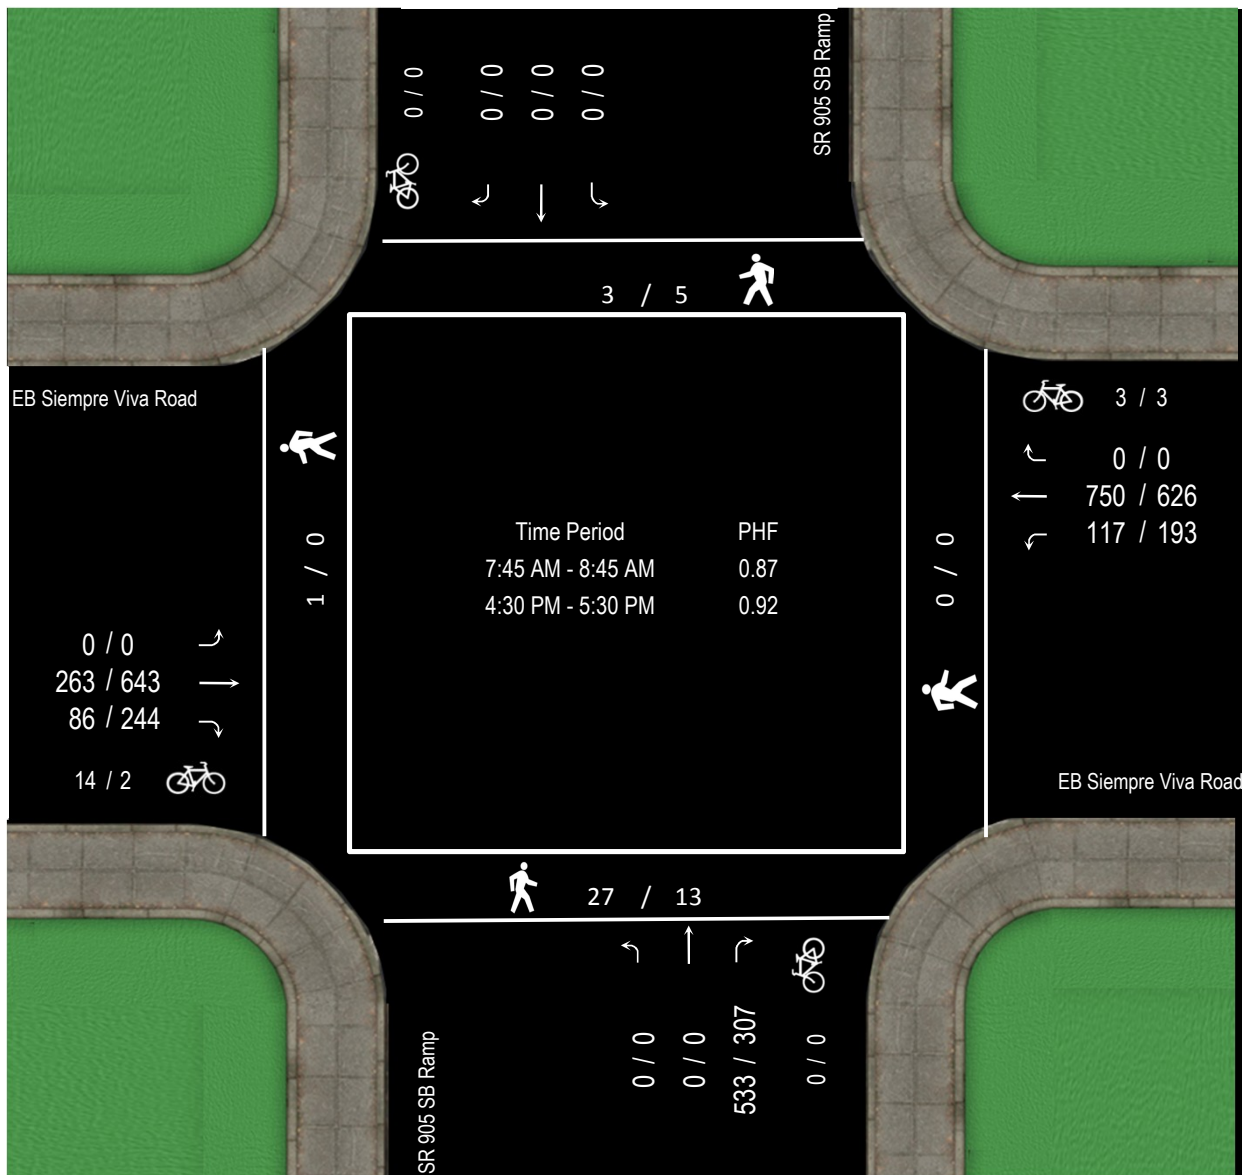 SR 905 SB Ramp
0 / 0
0 / 0
0 / 0
0 / 0
3 / 5
EB Siempre Viva Road
3 / 3
0 / 0
750 / 626
117 / 193
1 / 0
Time Period PHF
7:45 AM - 8:45 AM 0.87
4:30 PM - 5:30 PM 0.92
0 / 0
0 / 0
263 / 643
86 / 244
14 / 2
EB Siempre Viva Road
27 / 13
SR 905 SB Ramp
0 / 0
0 / 0
533 / 307
0 / 0